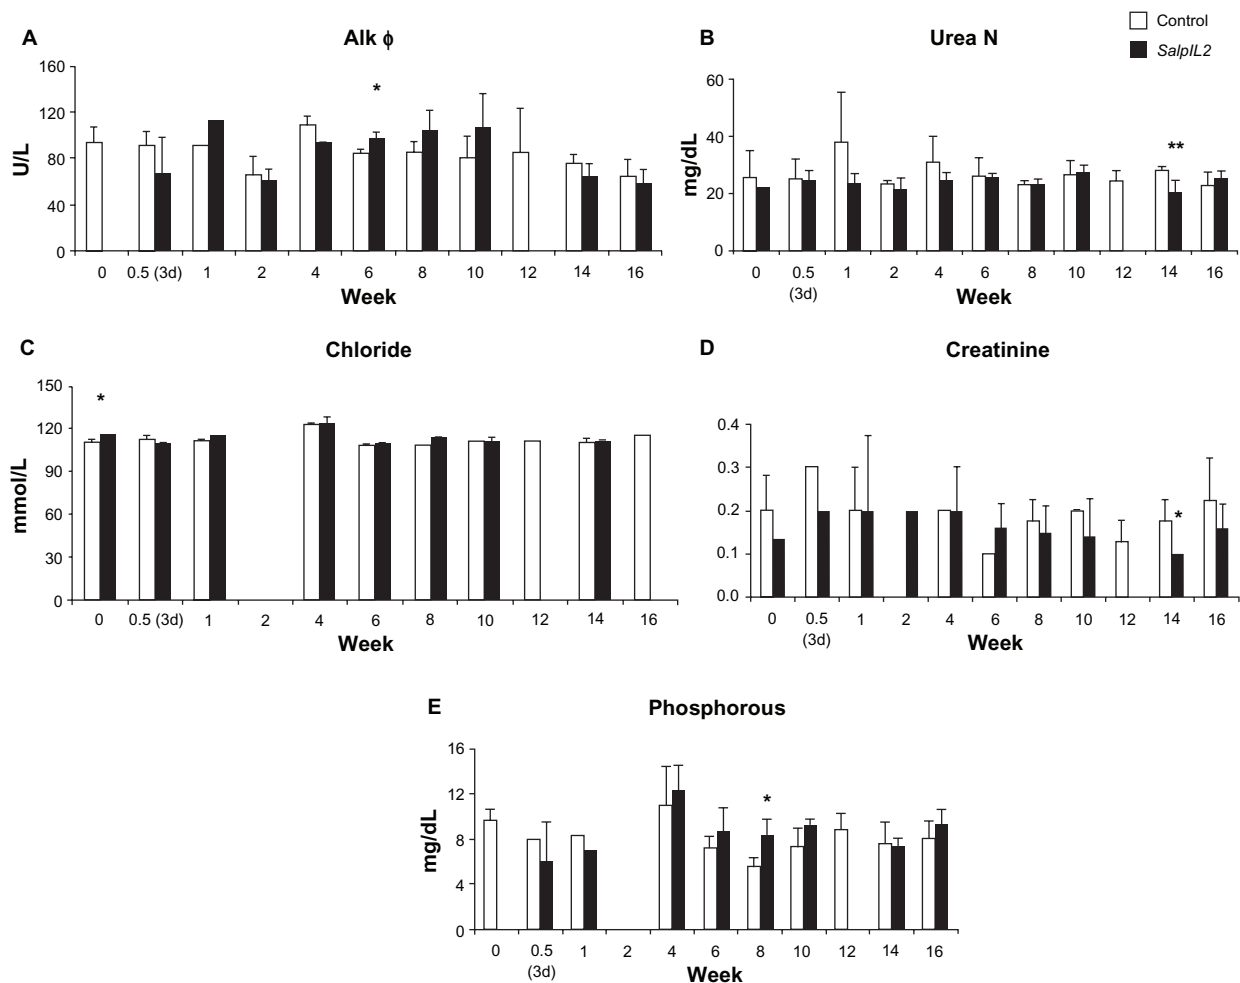 A
Alk ϕ
160
120
80
40
0
U/L
*
0 0.5 (3d) 1 2 4 6 8 10 12 14 16
Week
B
Urea N
Control
SalpIL2
60
40
20
0
mg/dL
**
0 0.5 1 2 4 6 8 10 12 14 16
(3d)
Week
C
Chloride
150
120
90
60
30
0
mmol/L
*
0 0.5 (3d) 1 2 4 6 8 10 12 14 16
Week
D
Creatinine
0.4
0.3
0.2
0.1
0.0
*
0 0.5 1 2 4 6 8 10 12 14 16
(3d)
Week
E
Phosphorous
16
12
8
4
0
mg/dL
*
0 0.5 1 2 4 6 8 10 12 14 16
(3d)
Week